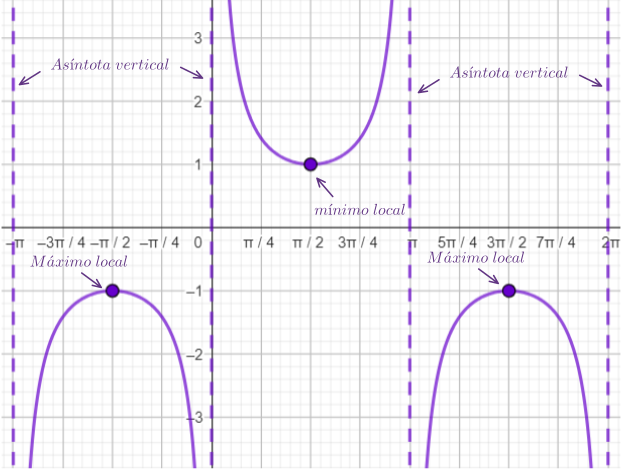 3
Asíntota vertical
Asíntota vertical
2
1
mínimo local
−π −3π / 4 −π / 2 −π / 4 0 π / 4 π / 2 3π / 4 π 5π / 4 3π / 2 7π / 4 2π
Máximo local
Máximo local
−1
−2
−3